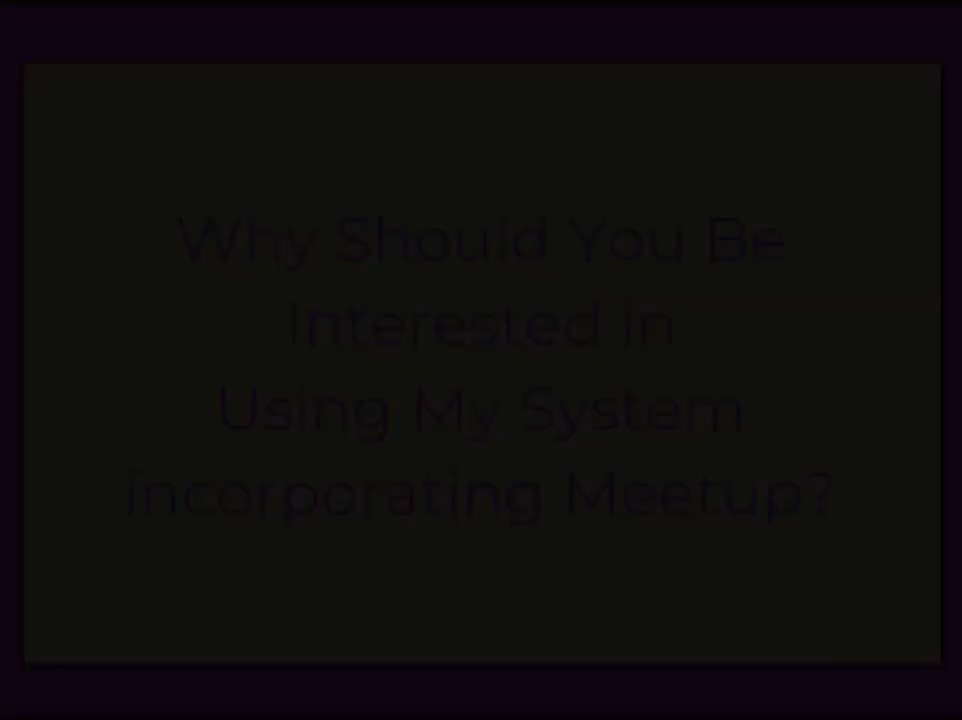 Why Should You Be
Interested in
Using My System
incorporating Meetup?